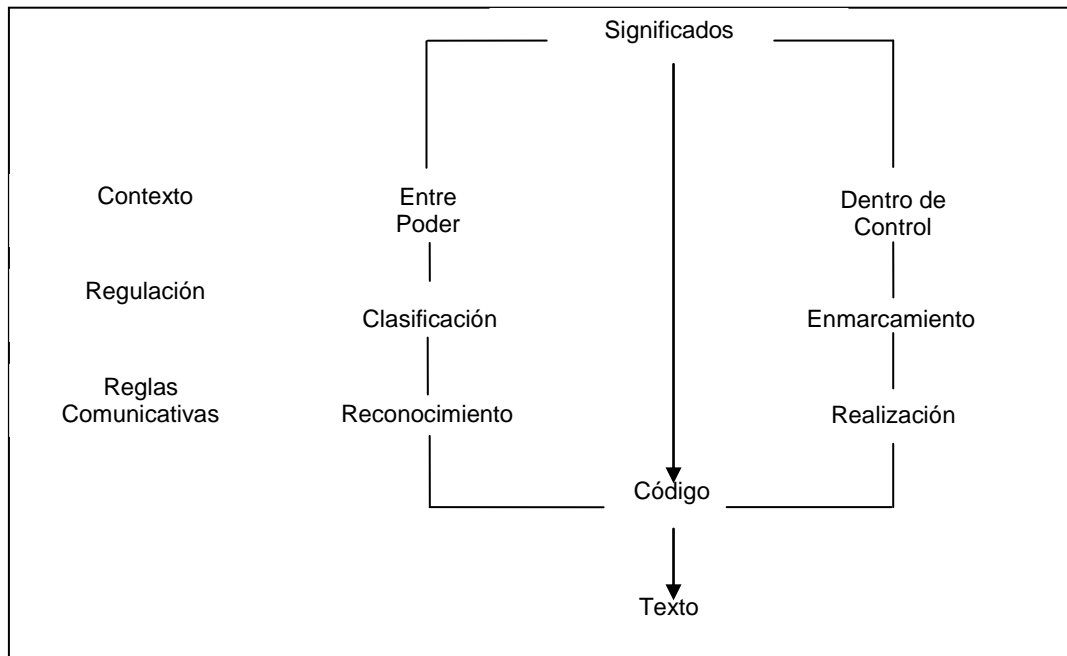 Significados
Contexto
Entre
Poder
Dentro de
Control
Regulación
Clasificación
Enmarcamiento
Reglas
Comunicativas
Reconocimiento
Realización
Código
Texto